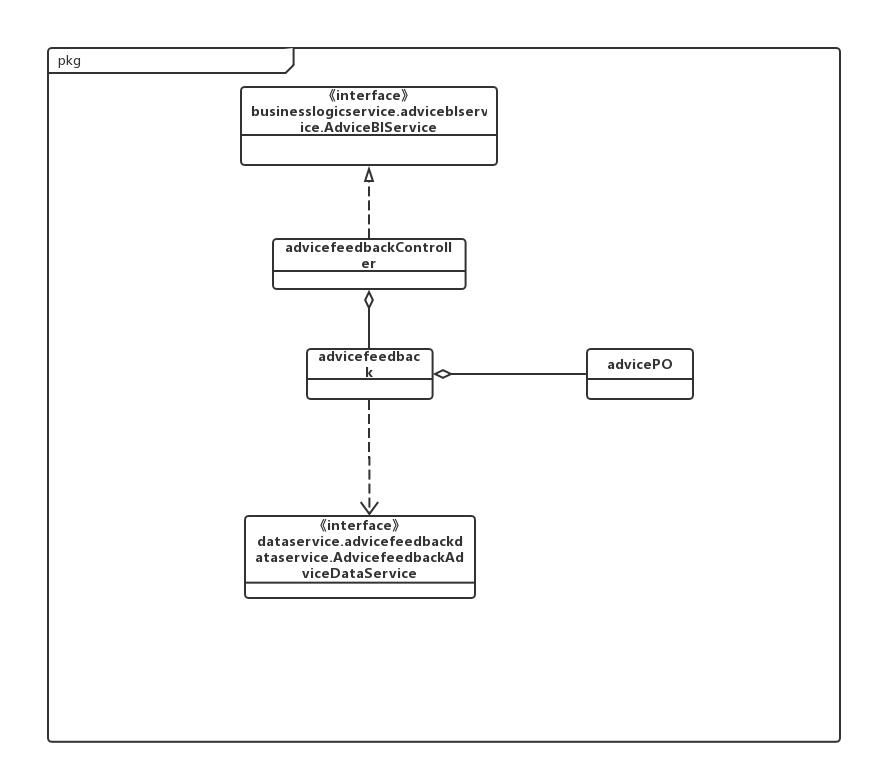 pkg
《interface》
businesslogicservice.adviceblserv
ice.AdviceBlService
advicefeedbackControll
er
advicefeedbac
k
advicePO
《interface》
dataservice.advicefeedbackd
ataservice.AdvicefeedbackAd
viceDataService